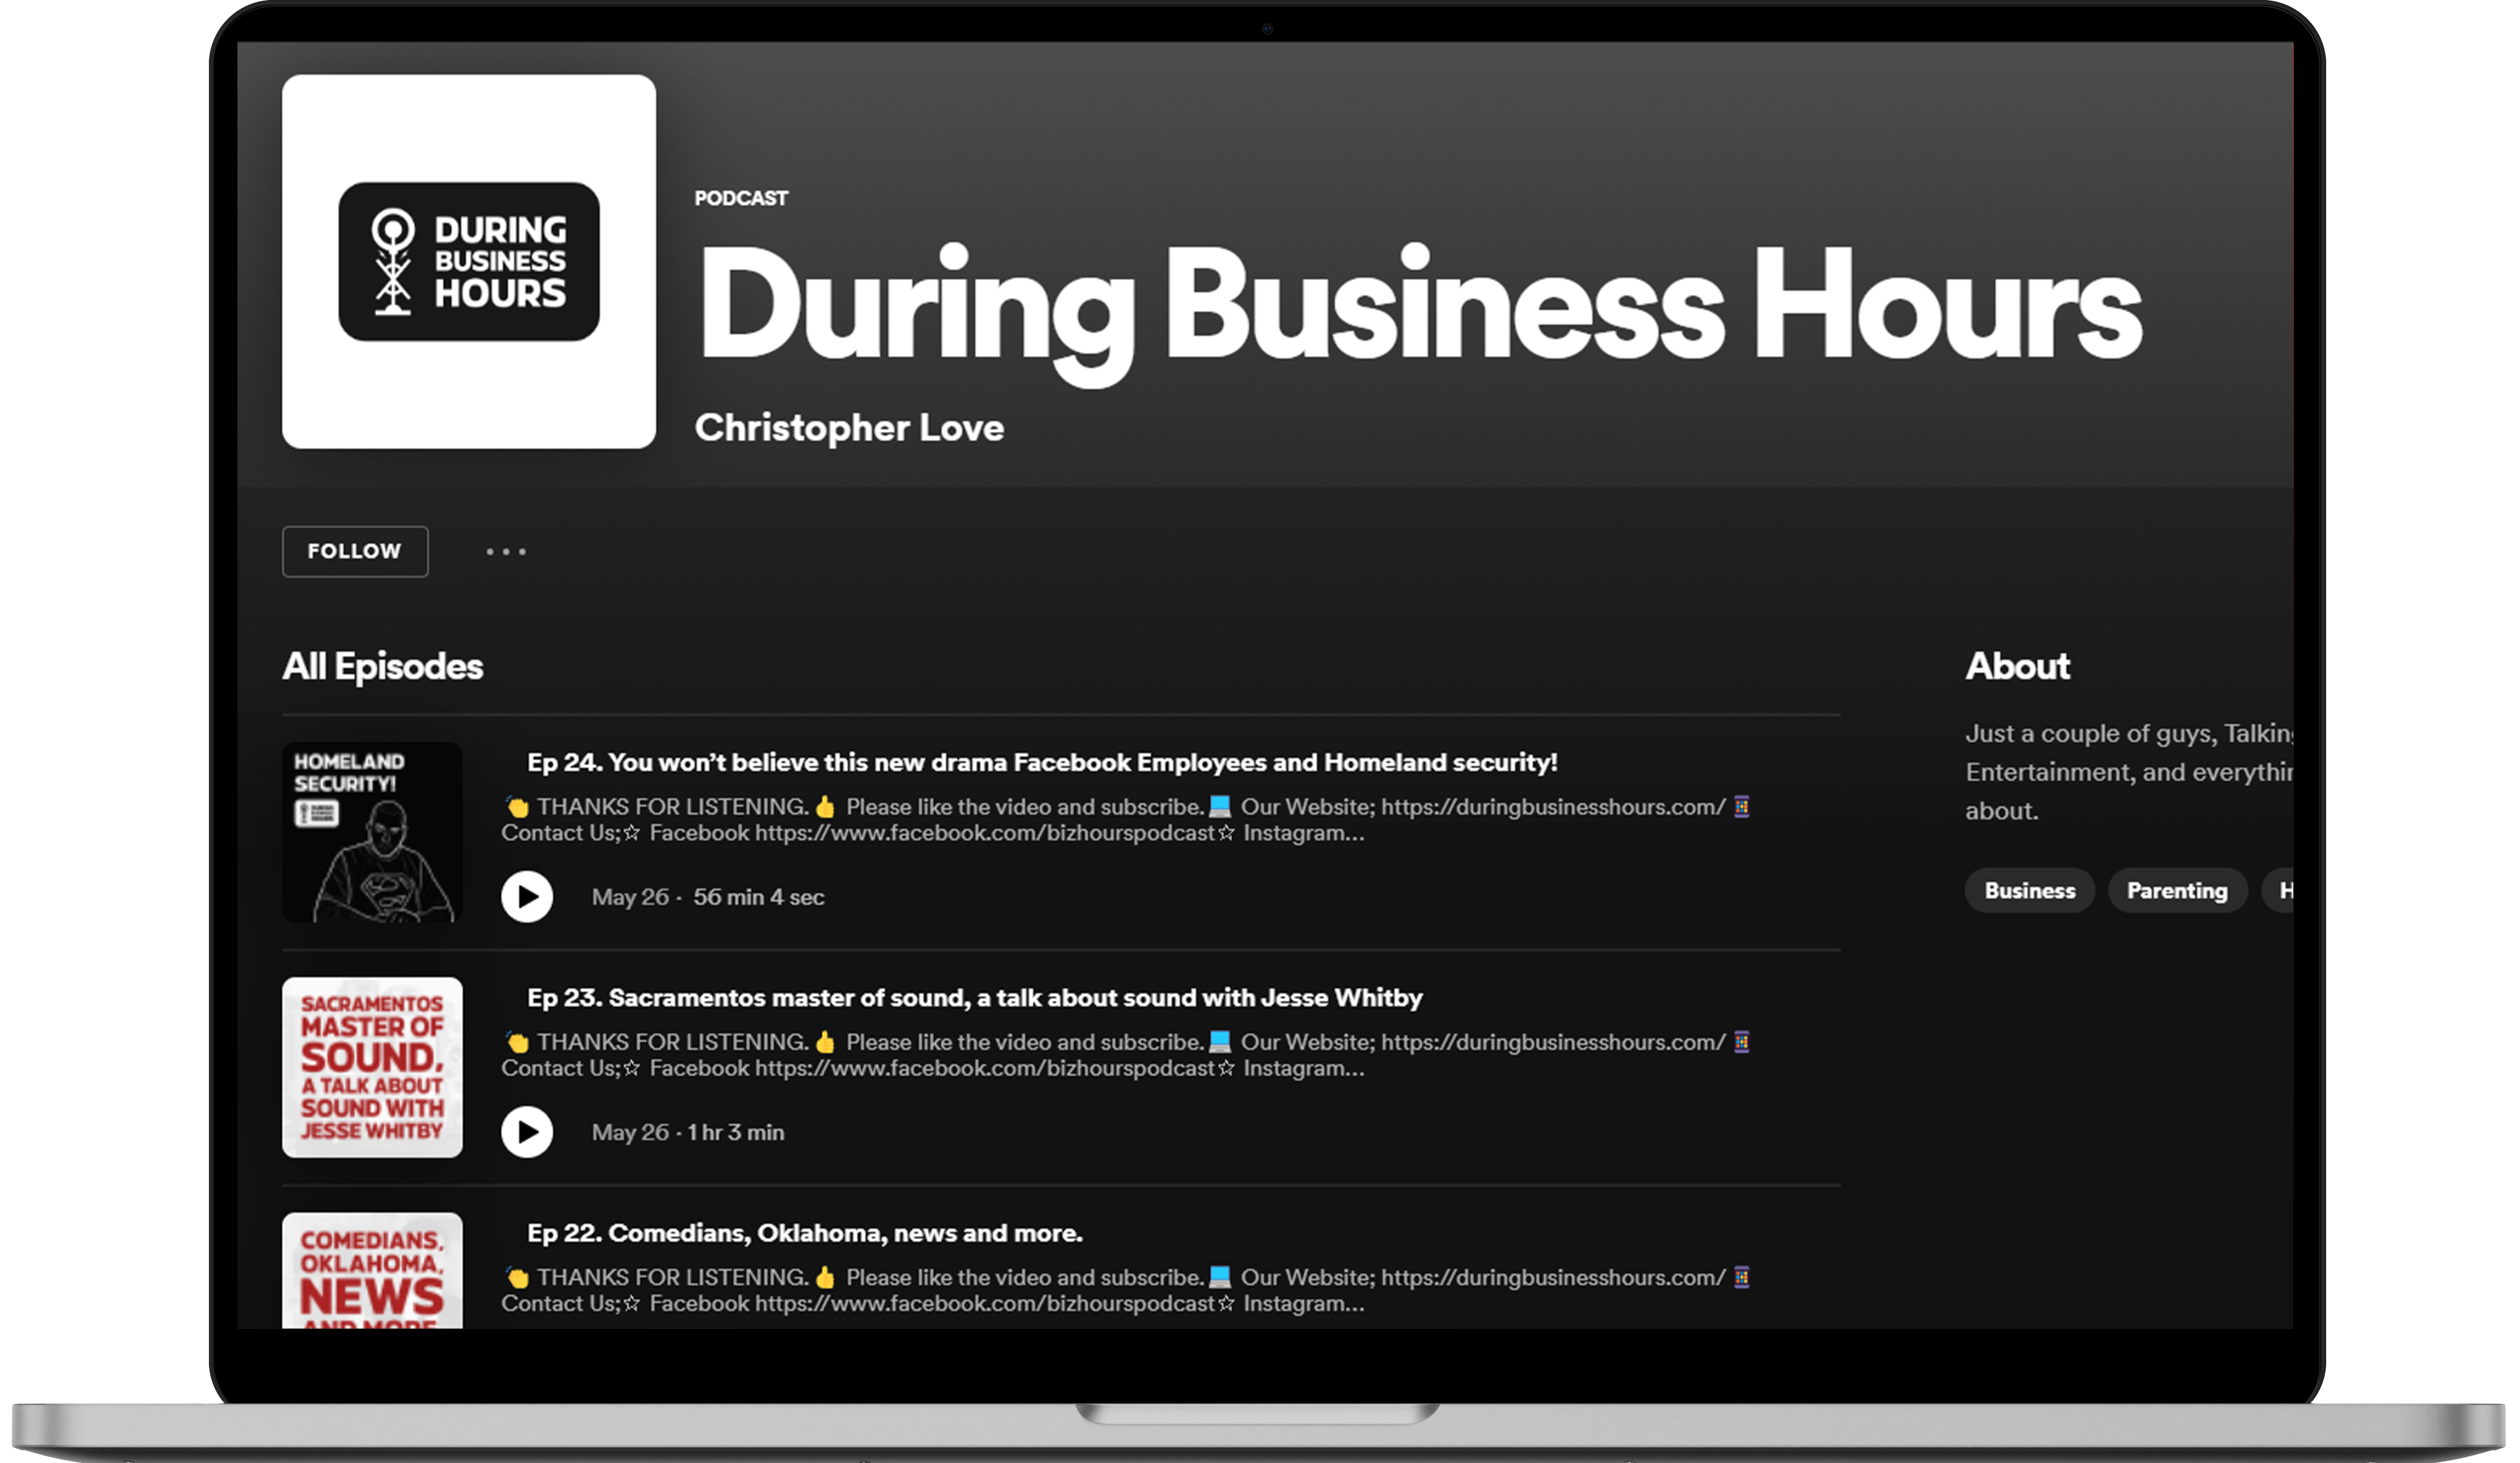 DURING
BUSINESS
HOURS
PODCAST
During Business Hours
Christopher Love
FOLLOW
All Episodes
HOMELAND
SECURITY!
DURING
BUSINESS
HOURS
Ep 24. You won’t believe this new drama Facebook Employees and Homeland security!
👏 THANKS FOR LISTENING.👍 Please like the video and subscribe.💻 Our Website; https://duringbusinesshours.com/ 📱
Contact Us;☆ Facebook https://www.facebook.com/bizhourspodcast☆ Instagram...
May 26 · 56 min 4 sec
SACRAMENTOS
MASTER OF
SOUND,
A TALK ABOUT
SOUND WITH
JESSE WHITBY
Ep 23. Sacramentos master of sound, a talk about sound with Jesse Whitby
👏 THANKS FOR LISTENING.👍 Please like the video and subscribe.💻 Our Website; https://duringbusinesshours.com/ 📱
Contact Us;☆ Facebook https://www.facebook.com/bizhourspodcast☆ Instagram...
May 26 · 1 hr 3 min
COMEDIANS,
OKLAHOMA,
NEWS
AND MORE
Ep 22. Comedians, Oklahoma, news and more.
👏 THANKS FOR LISTENING.👍 Please like the video and subscribe.💻 Our Website; https://duringbusinesshours.com/ 📱
Contact Us;☆ Facebook https://www.facebook.com/bizhourspodcast☆ Instagram...
About
Just a couple of guys, Talkin
Entertainment, and everythi
about.
Business Parenting H